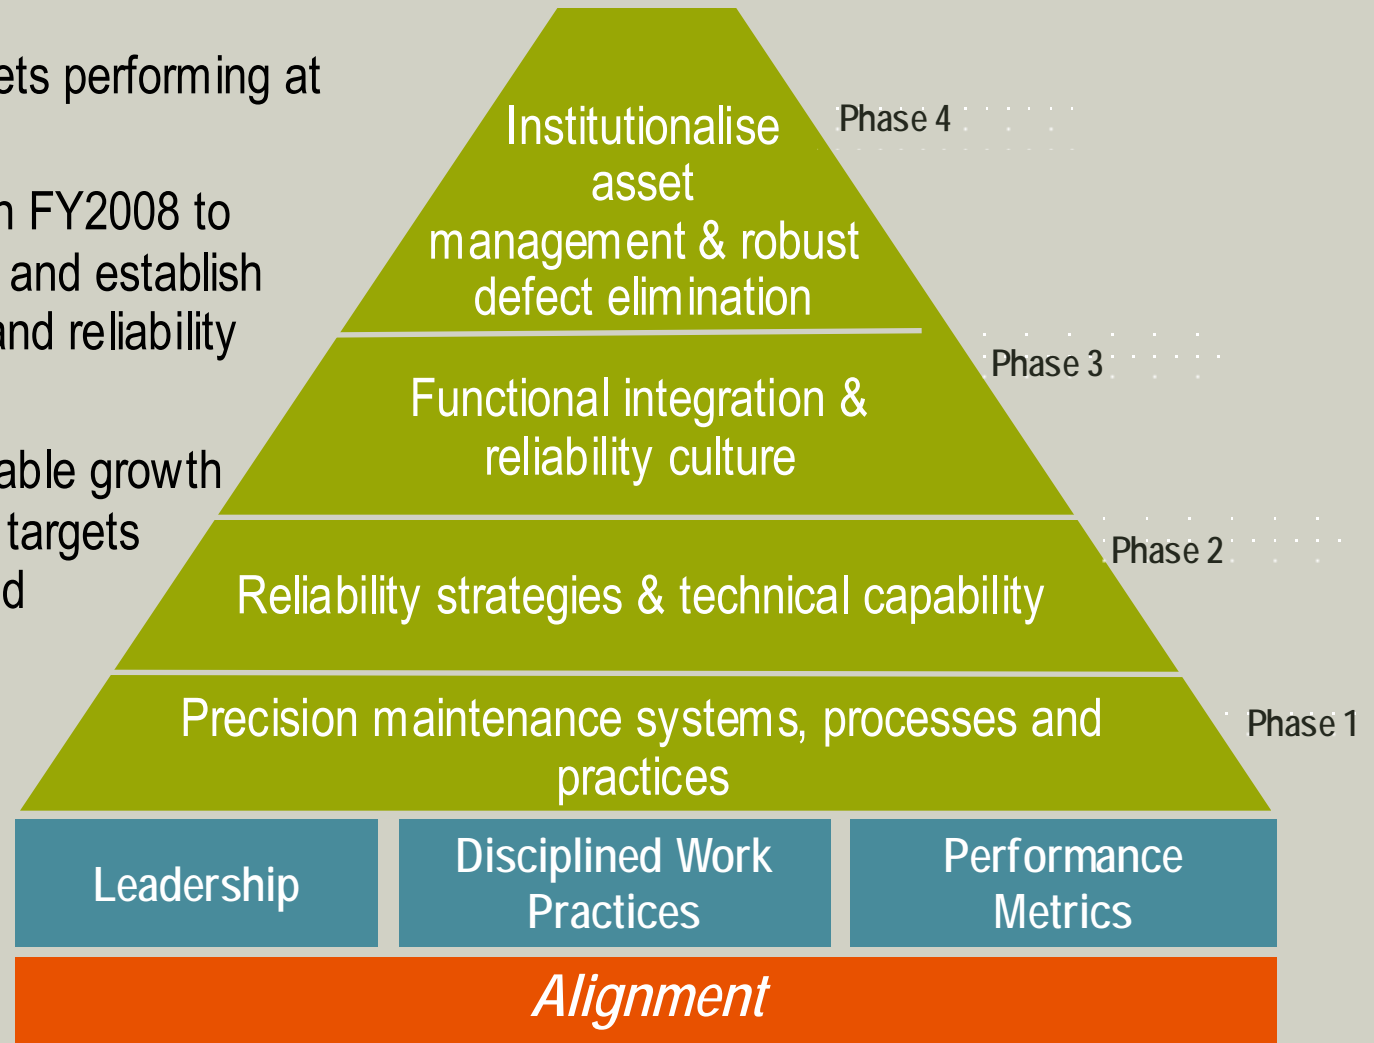 ets performing at
n FY2008 to
and establish
and reliability
able growth
targets
d
Institutionalise
asset
management & robust
defect elimination
Phase 4
Functional integration &
reliability culture
Phase 3
Reliability strategies & technical capability
Phase 2
Precision maintenance systems, processes and
practices
Phase 1
Leadership
Disciplined Work
Practices
Performance
Metrics
Alignment